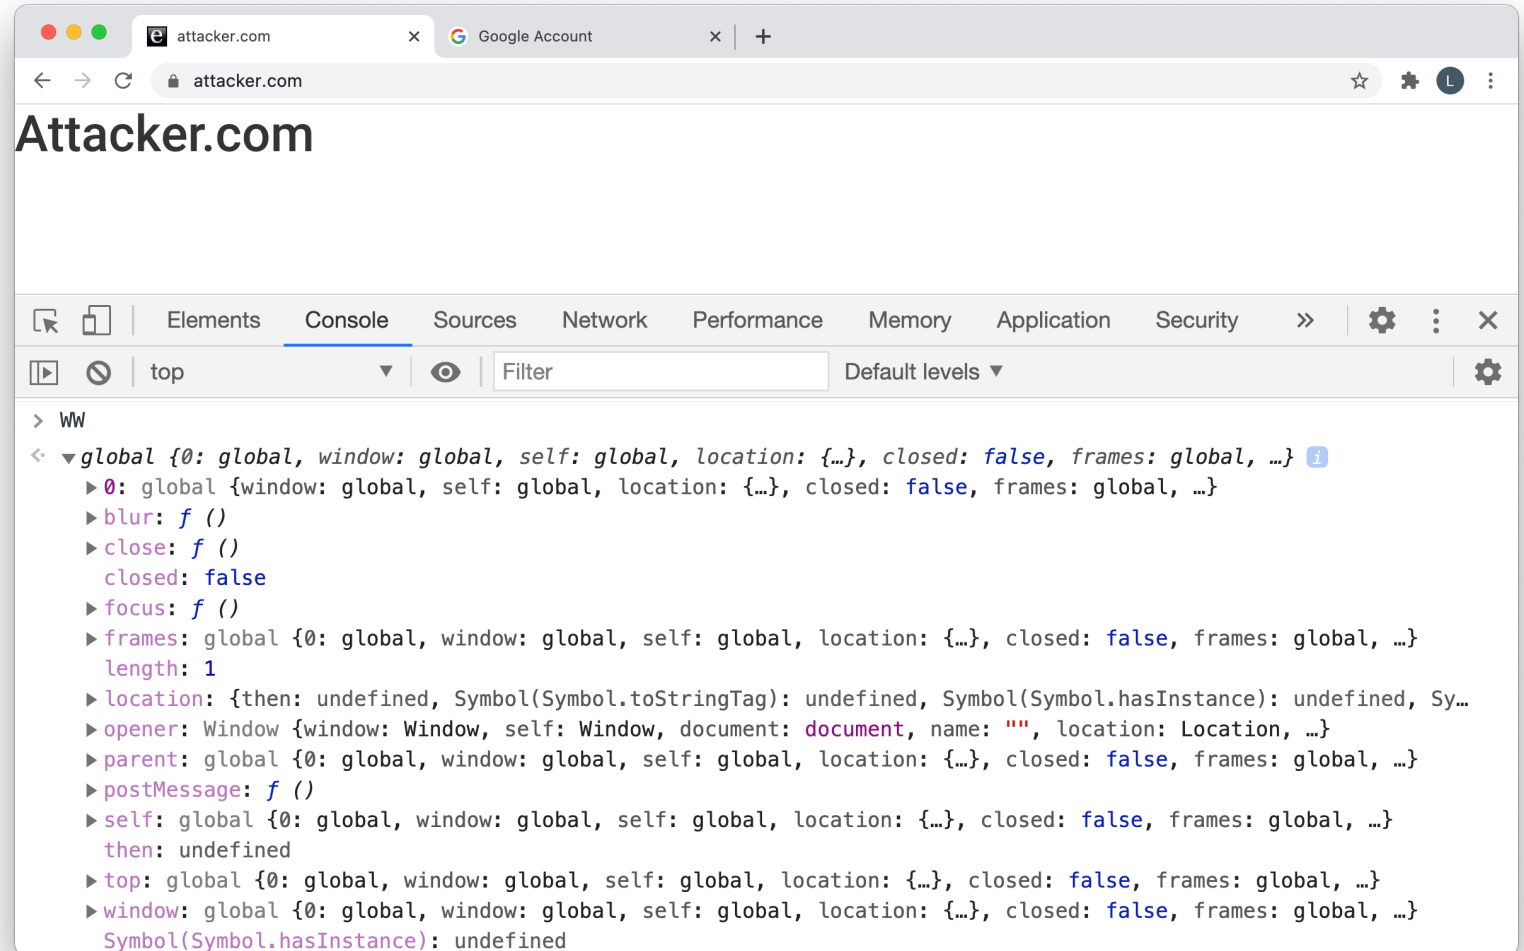 attacker.com
Google Account
attacker.com
L
Attacker.com
Elements Console Sources Network Performance Memory Application Security
top Filter Default levels
WW
global {0: global, window: global, self: global, location: {…}, closed: false, frames: global, …} i
0: global {window: global, self: global, location: {…}, closed: false, frames: global, …}
blur: ƒ ()
close: ƒ ()
closed: false
focus: ƒ ()
frames: global {0: global, window: global, self: global, location: {…}, closed: false, frames: global, …}
length: 1
location: {then: undefined, Symbol(Symbol.toStringTag): undefined, Symbol(Symbol.hasInstance): undefined, Sy…
opener: Window {window: Window, self: Window, document: document, name: "", location: Location, …}
parent: global {0: global, window: global, self: global, location: {…}, closed: false, frames: global, …}
postMessage: ƒ ()
self: global {0: global, window: global, self: global, location: {…}, closed: false, frames: global, …}
then: undefined
top: global {0: global, window: global, self: global, location: {…}, closed: false, frames: global, …}
window: global {0: global, window: global, self: global, location: {…}, closed: false, frames: global, …}
Symbol(Symbol.hasInstance): undefined